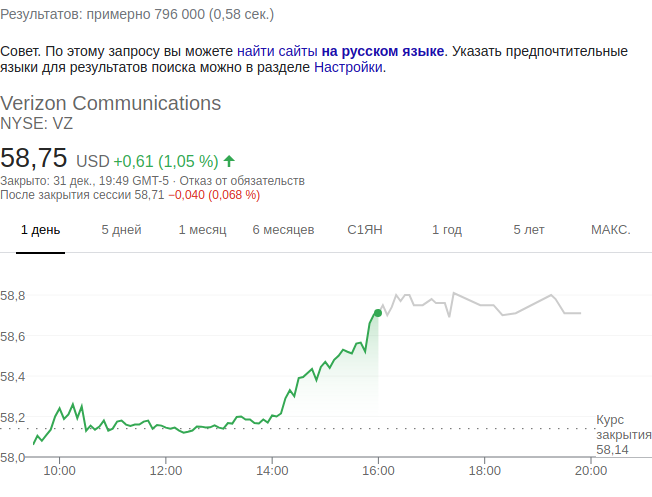 Результатов: примерно 796 000 (0,58 сек.)
Совет. По этому запросу вы можете найти сайты на русском языке. Указать предпочтительные
языки для результатов поиска можно в разделе Настройки.
Verizon Communications
NYSE: VZ
58,75 USD +0,61 (1,05 %)
Закрыто: 31 дек., 19:49 GMT-5 · Отказ от обязательств
После закрытия сессии 58,71 −0,040 (0,068 %)
1 день 5 дней 1 месяц 6 месяцев С1ЯН 1 год 5 лет МАКС.
58,8
58,6
58,4
58,2
Курс
закрытия
58,14
58,0
10:00 12:00 14:00 16:00 18:00 20:00